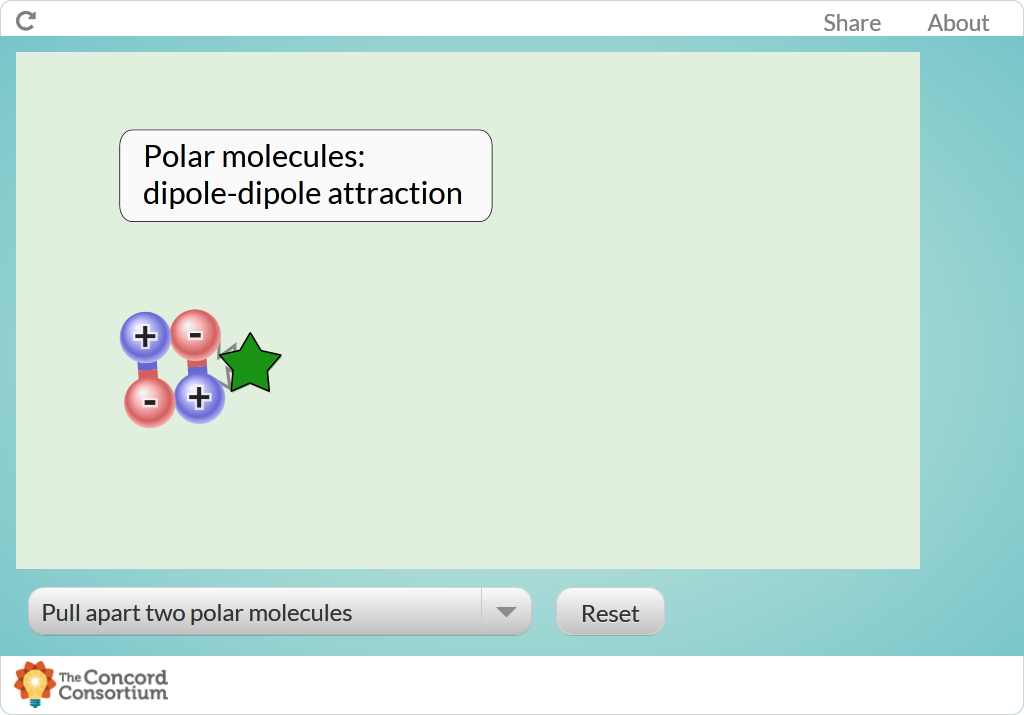 Share About
Polar molecules:
dipole-dipole attraction
+ -
- +
Pull apart two polar molecules
Reset
The Concord
Consortium